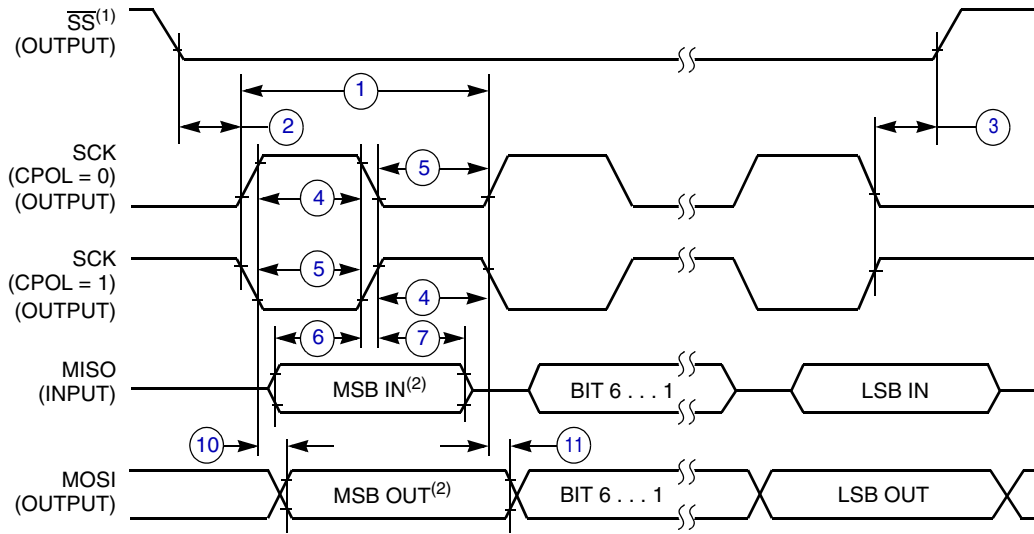 SS(1)
(OUTPUT)
1
2
3
SCK
(CPOL = 0)
(OUTPUT)
5
4
SCK
(CPOL = 1)
(OUTPUT)
5
4
6
7
MISO
(INPUT)
MSB IN(2)
BIT 6 . . . 1
LSB IN
10
11
MOSI
(OUTPUT)
MSB OUT(2)
BIT 6 . . . 1
LSB OUT